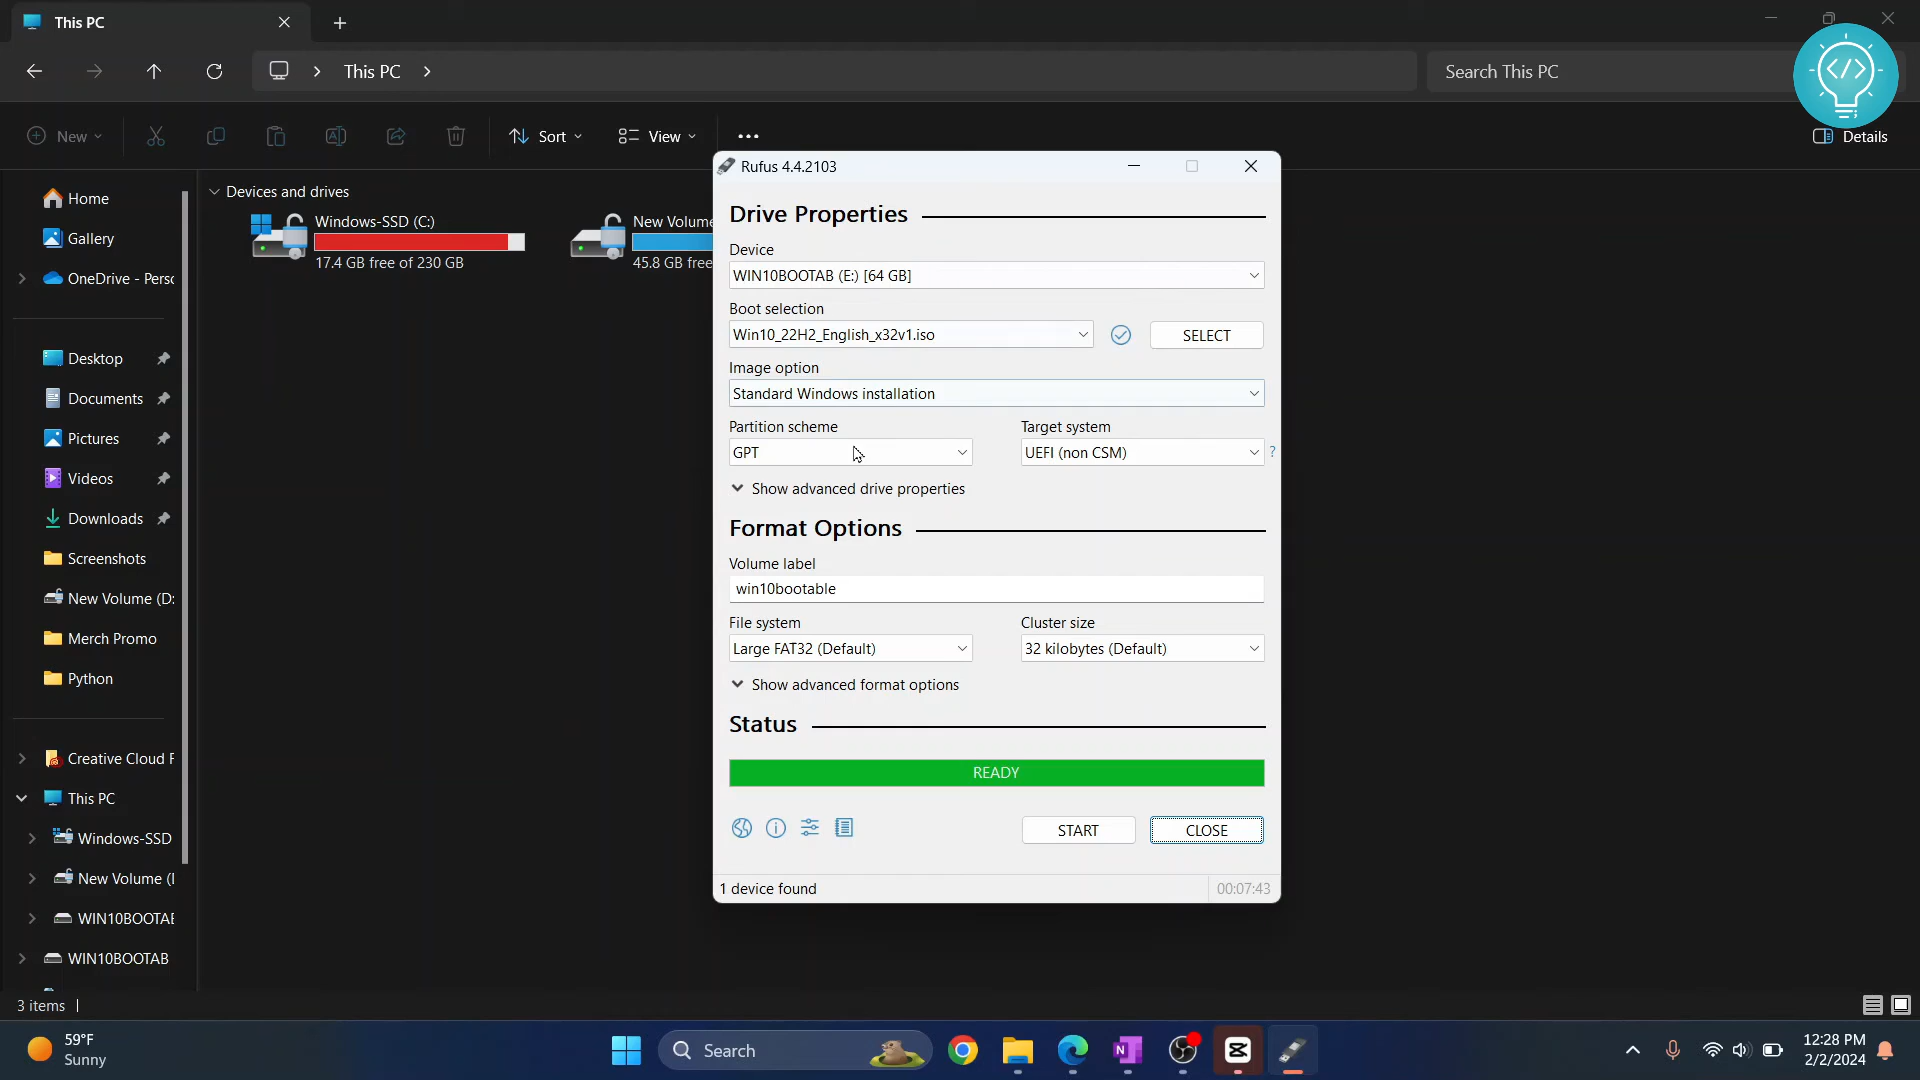 This PC
This PC
Search This PC
New
Sort
View
Details
Home
Gallery
OneDrive - Persc
Desktop
Documents
Pictures
Videos
Downloads
Screenshots
New Volume (D:
Merch Promo
Python
Creative Cloud F
This PC
Windows-SSD
New Volume (I
WIN10BOOTAE
WIN10BOOTAB
3 items
Devices and drives
Windows-SSD (C:)
17.4 GB free of 230 GB
New Volume
45.8 GB free
Rufus 4.4.2103
Drive Properties
Device
WIN10BOOTAB (E:) [64 GB]
Boot selection
Win10_22H2_English_x32v1.iso
SELECT
Image option
Standard Windows installation
Partition scheme
Target system
GPT
UEFI (non CSM)
?
Show advanced drive properties
Format Options
Volume label
win10bootable
File system
Cluster size
Large FAT32 (Default)
32 kilobytes (Default)
Show advanced format options
Status
READY
START
CLOSE
1 device found
00:07:43
59°F
Sunny
Search
12:28 PM
2/2/2024